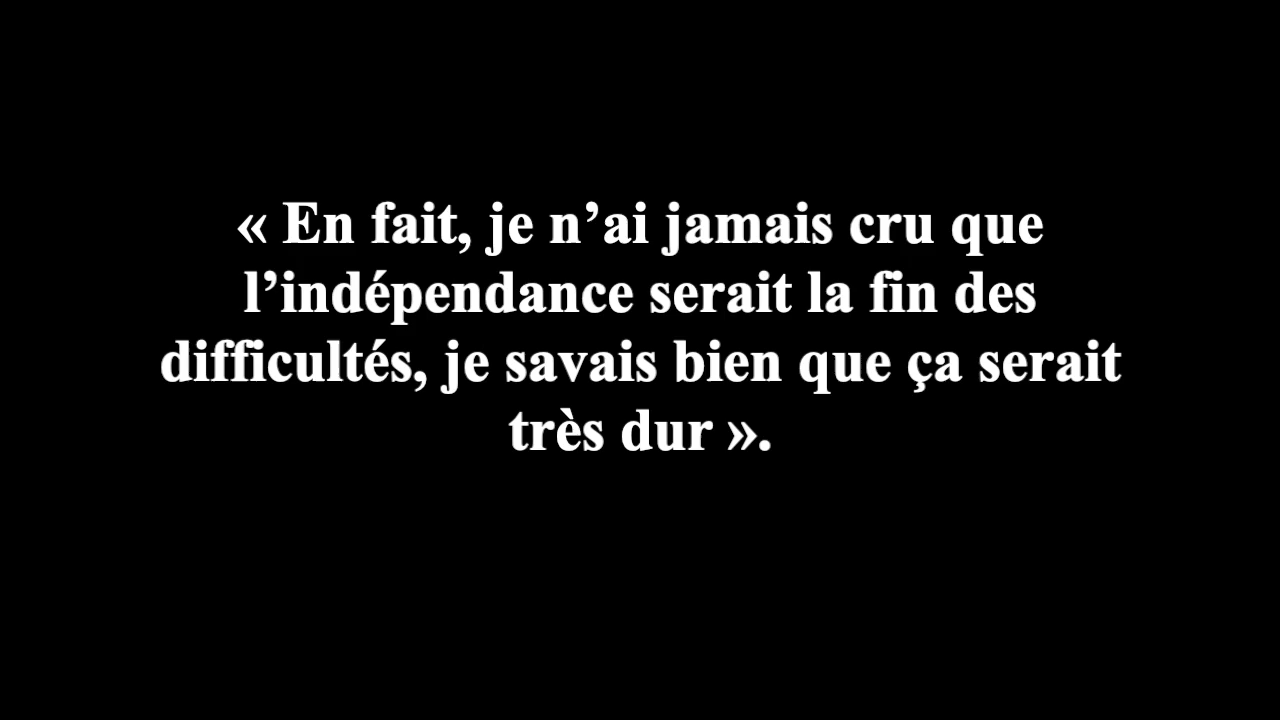 « En fait, je n’ai jamais cru que
l’indépendance serait la fin des
difficultés, je savais bien que ça serait
très dur ».